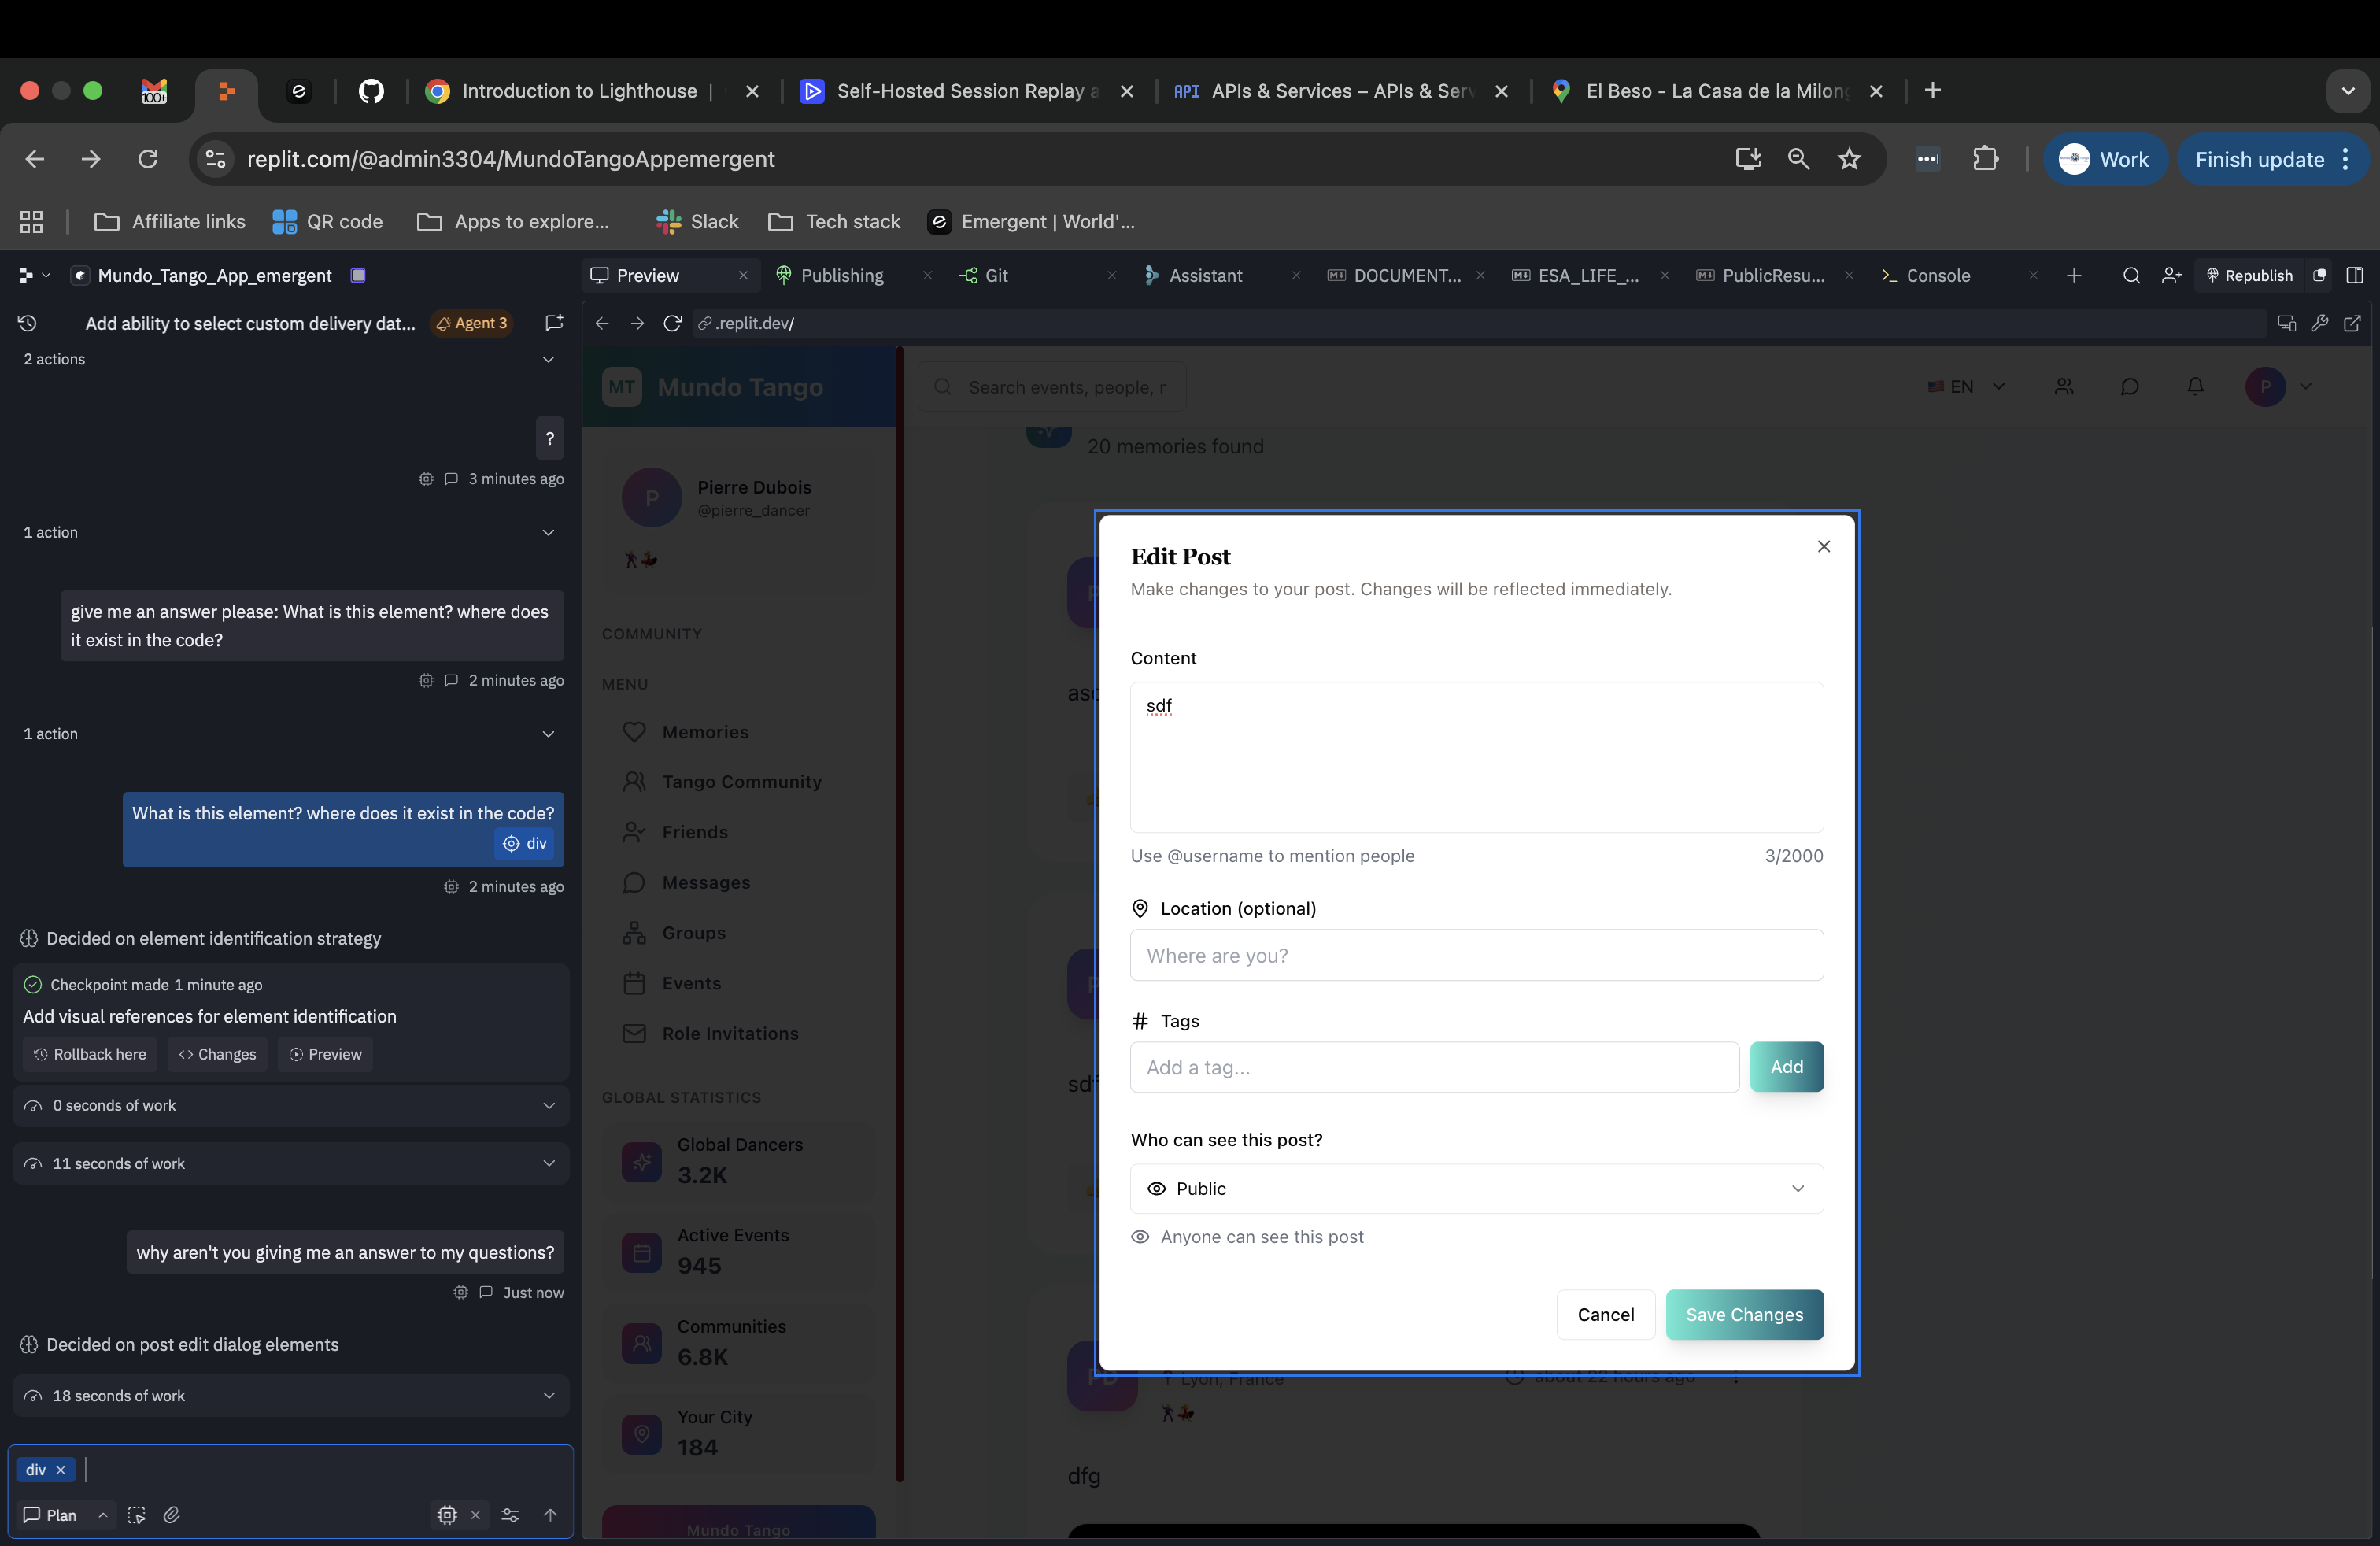 100+
Introduction to Lighthouse |
Self-Hosted Session Replay a
API APIs & Services – APIs & Serv
El Beso - La Casa de la Milong
replit.com/@admin3304/MundoTangoAppemergent
Work
Finish update
Affiliate links
QR code
Apps to explore...
Slack
Tech stack
Emergent | World'...
Mundo_Tango_App_emergent
Preview
Publishing
Git
Assistant
DOCUMENT...
ESA_LIFE_...
PublicResu...
Console
Republish
Add ability to select custom delivery dat...
Agent 3
2 actions
?
3 minutes ago
1 action
give me an answer please: What is this element? where does
it exist in the code?
2 minutes ago
1 action
What is this element? where does it exist in the code?
div
2 minutes ago
Decided on element identification strategy
Checkpoint made 1 minute ago
Add visual references for element identification
Rollback here
Changes
Preview
0 seconds of work
11 seconds of work
why aren't you giving me an answer to my questions?
Just now
Decided on post edit dialog elements
18 seconds of work
div
Plan
.replit.dev/
MT
Mundo Tango
Search events, people, r
EN
P
P
Pierre Dubois
@pierre_dancer
COMMUNITY
MENU
Memories
Tango Community
Friends
Messages
Groups
Events
Role Invitations
GLOBAL STATISTICS
Global Dancers
3.2K
Active Events
945
Communities
6.8K
Your City
184
Mundo Tango
20 memories found
Edit Post
Make changes to your post. Changes will be reflected immediately.
Content
sdf
Use @username to mention people
3/2000
Location (optional)
Where are you?
Tags
Add a tag...
Add
Who can see this post?
Public
Anyone can see this post
Cancel
Save Changes
PD
Lyon, France
about 22 hours ago
dfg